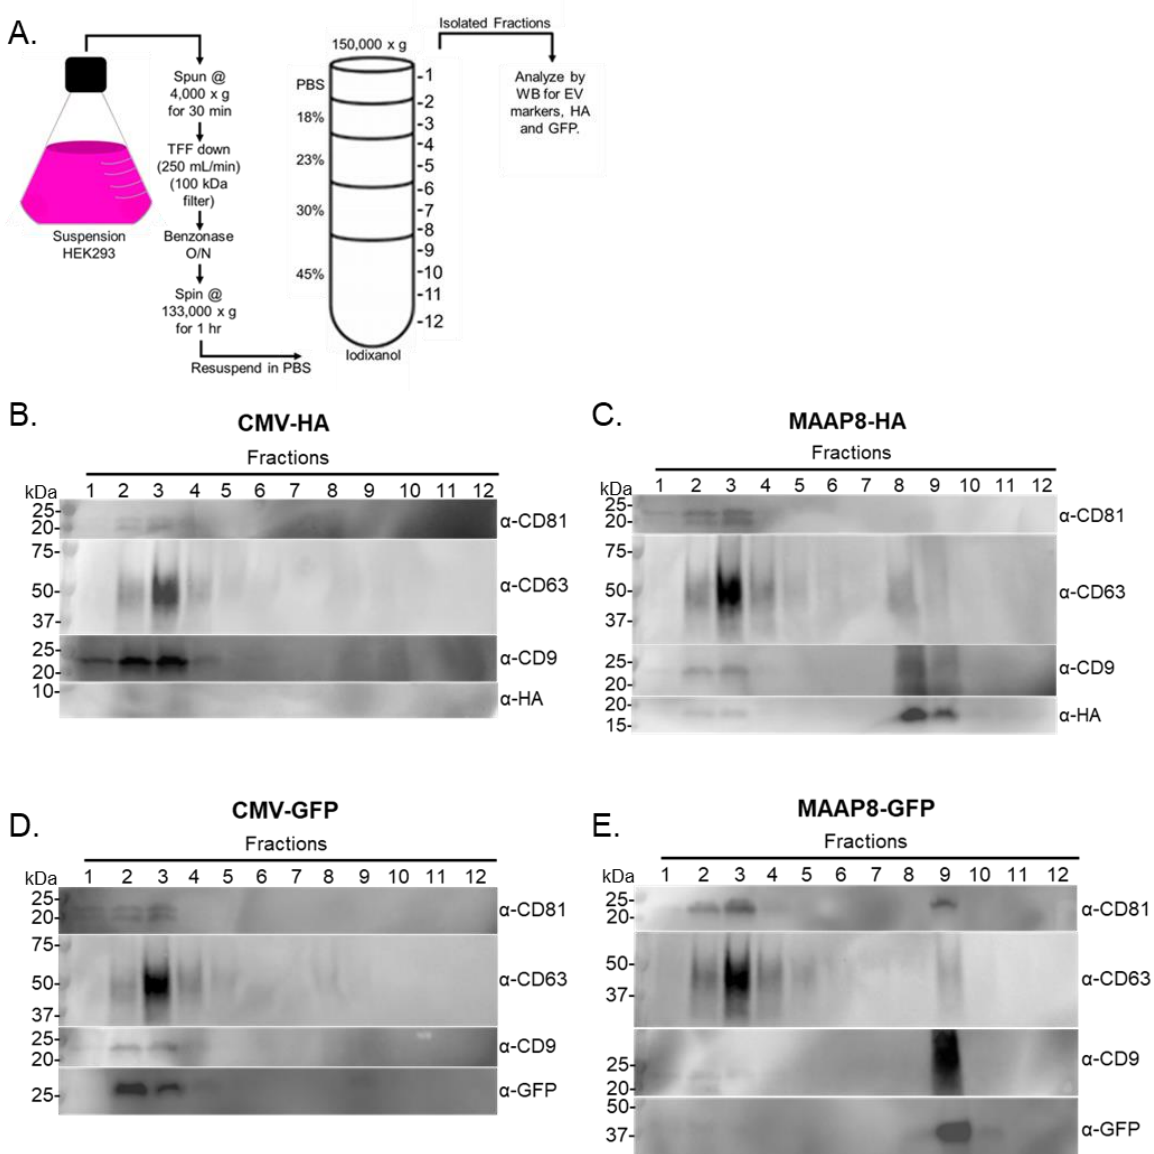 A.
Isolated Fractions
150,000 x g
Spun @
4,000 x g
for 30 min
TFF down
(250 mL/min)
(100 kDa
filter)
Benzonase
O/N
Spin @
133,000 x g
for 1 hr
Resuspend in PBS
Suspension
HEK293
PBS
18%
23%
30%
45%
-1
-2
-3
-4
-5
-6
-7
-8
-9
-10
-11
-12
Iodixanol
Analyze by
WB for EV
markers, HA
and GFP.
B.
CMV-HA
Fractions
kDa 1 2 3 4 5 6 7 8 9 10 11 12
25-
20-
α-CD81
75-
50-
37-
α-CD63
25-
20-
α-CD9
10-
α-HA
C.
MAAP8-HA
Fractions
kDa 1 2 3 4 5 6 7 8 9 10 11 12
25-
20-
α-CD81
75-
50-
37-
α-CD63
25-
20-
α-CD9
20-
15-
α-HA
D.
CMV-GFP
Fractions
kDa 1 2 3 4 5 6 7 8 9 10 11 12
25-
20-
α-CD81
75-
50-
37-
α-CD63
25-
20-
α-CD9
25-
α-GFP
E.
MAAP8-GFP
Fractions
kDa 1 2 3 4 5 6 7 8 9 10 11 12
25-
20-
α-CD81
50-
37-
α-CD63
25-
20-
α-CD9
50-
37-
α-GFP